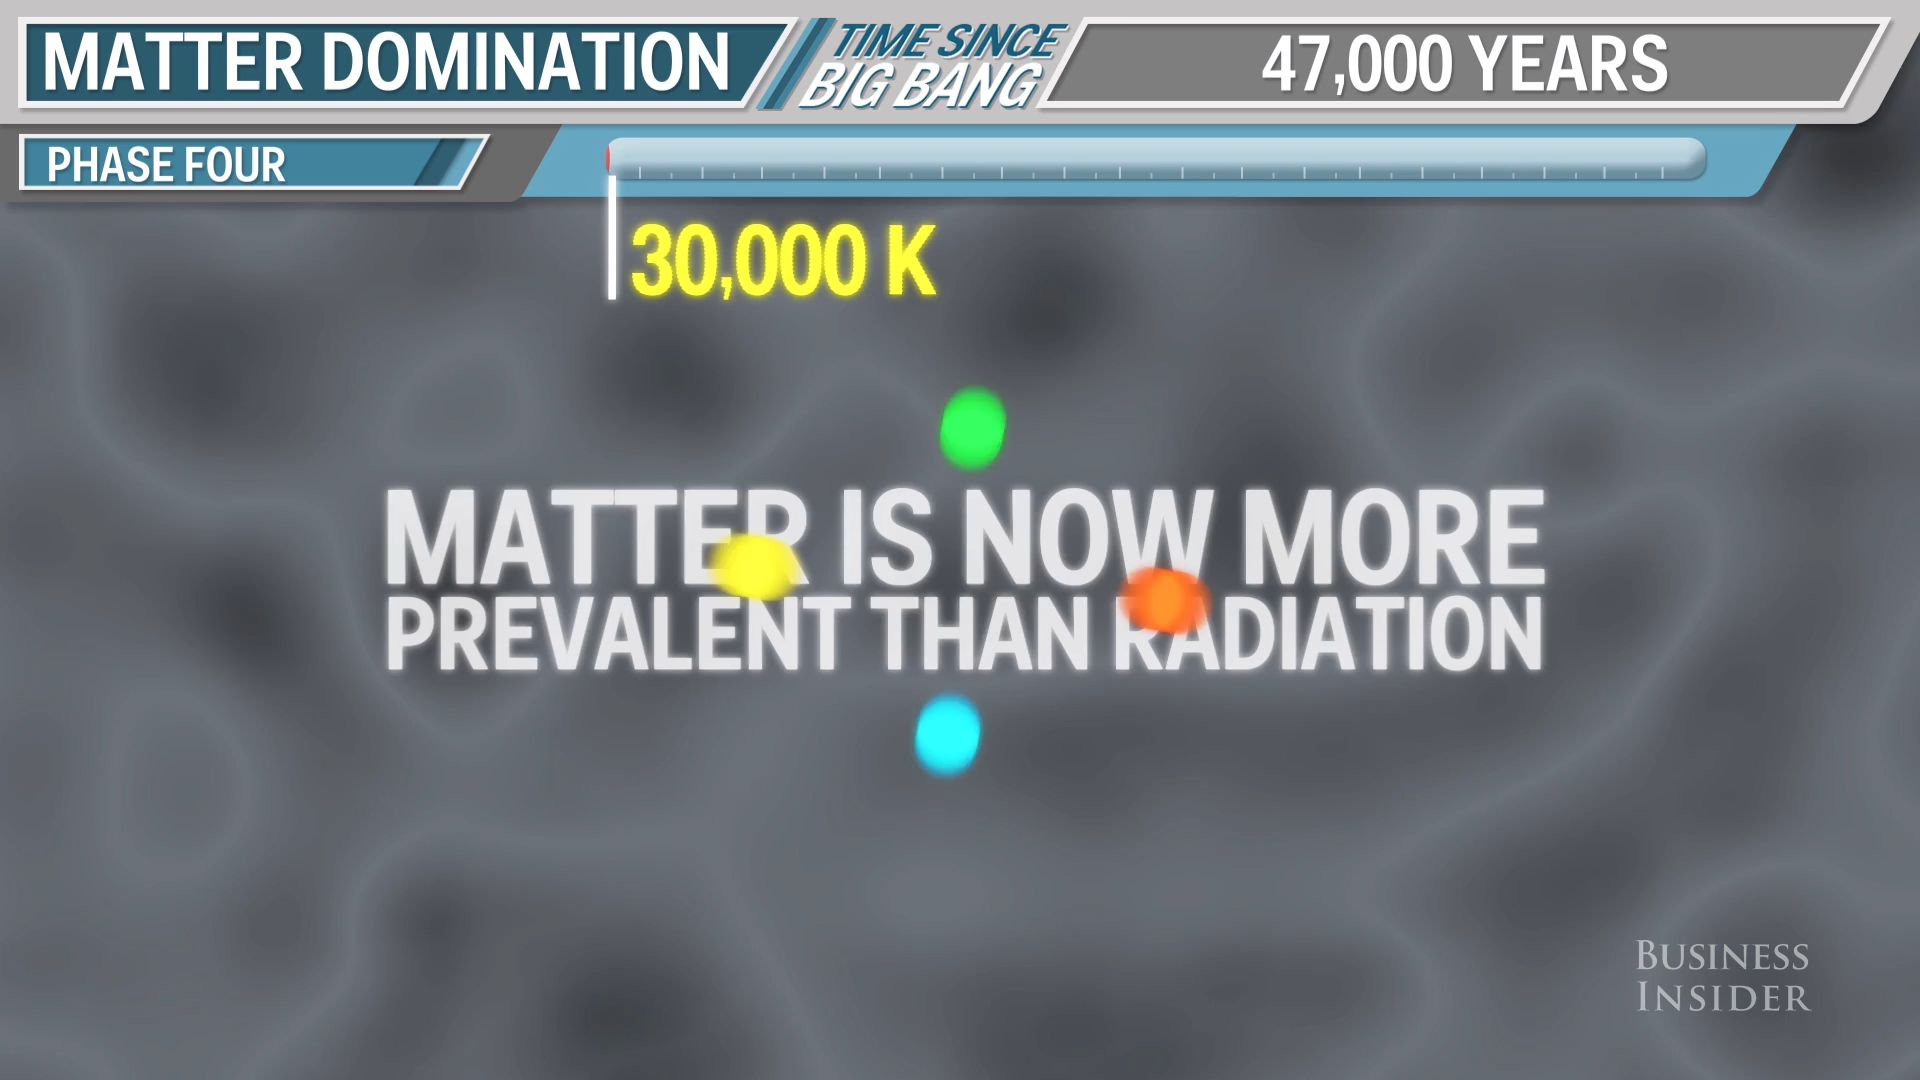 MATTER DOMINATION
TIME SINCE
BIG BANG
47,000 YEARS
PHASE FOUR
30,000 K
MATTER IS NOW MORE
PREVALENT THAN RADIATION
BUSINESS
INSIDER